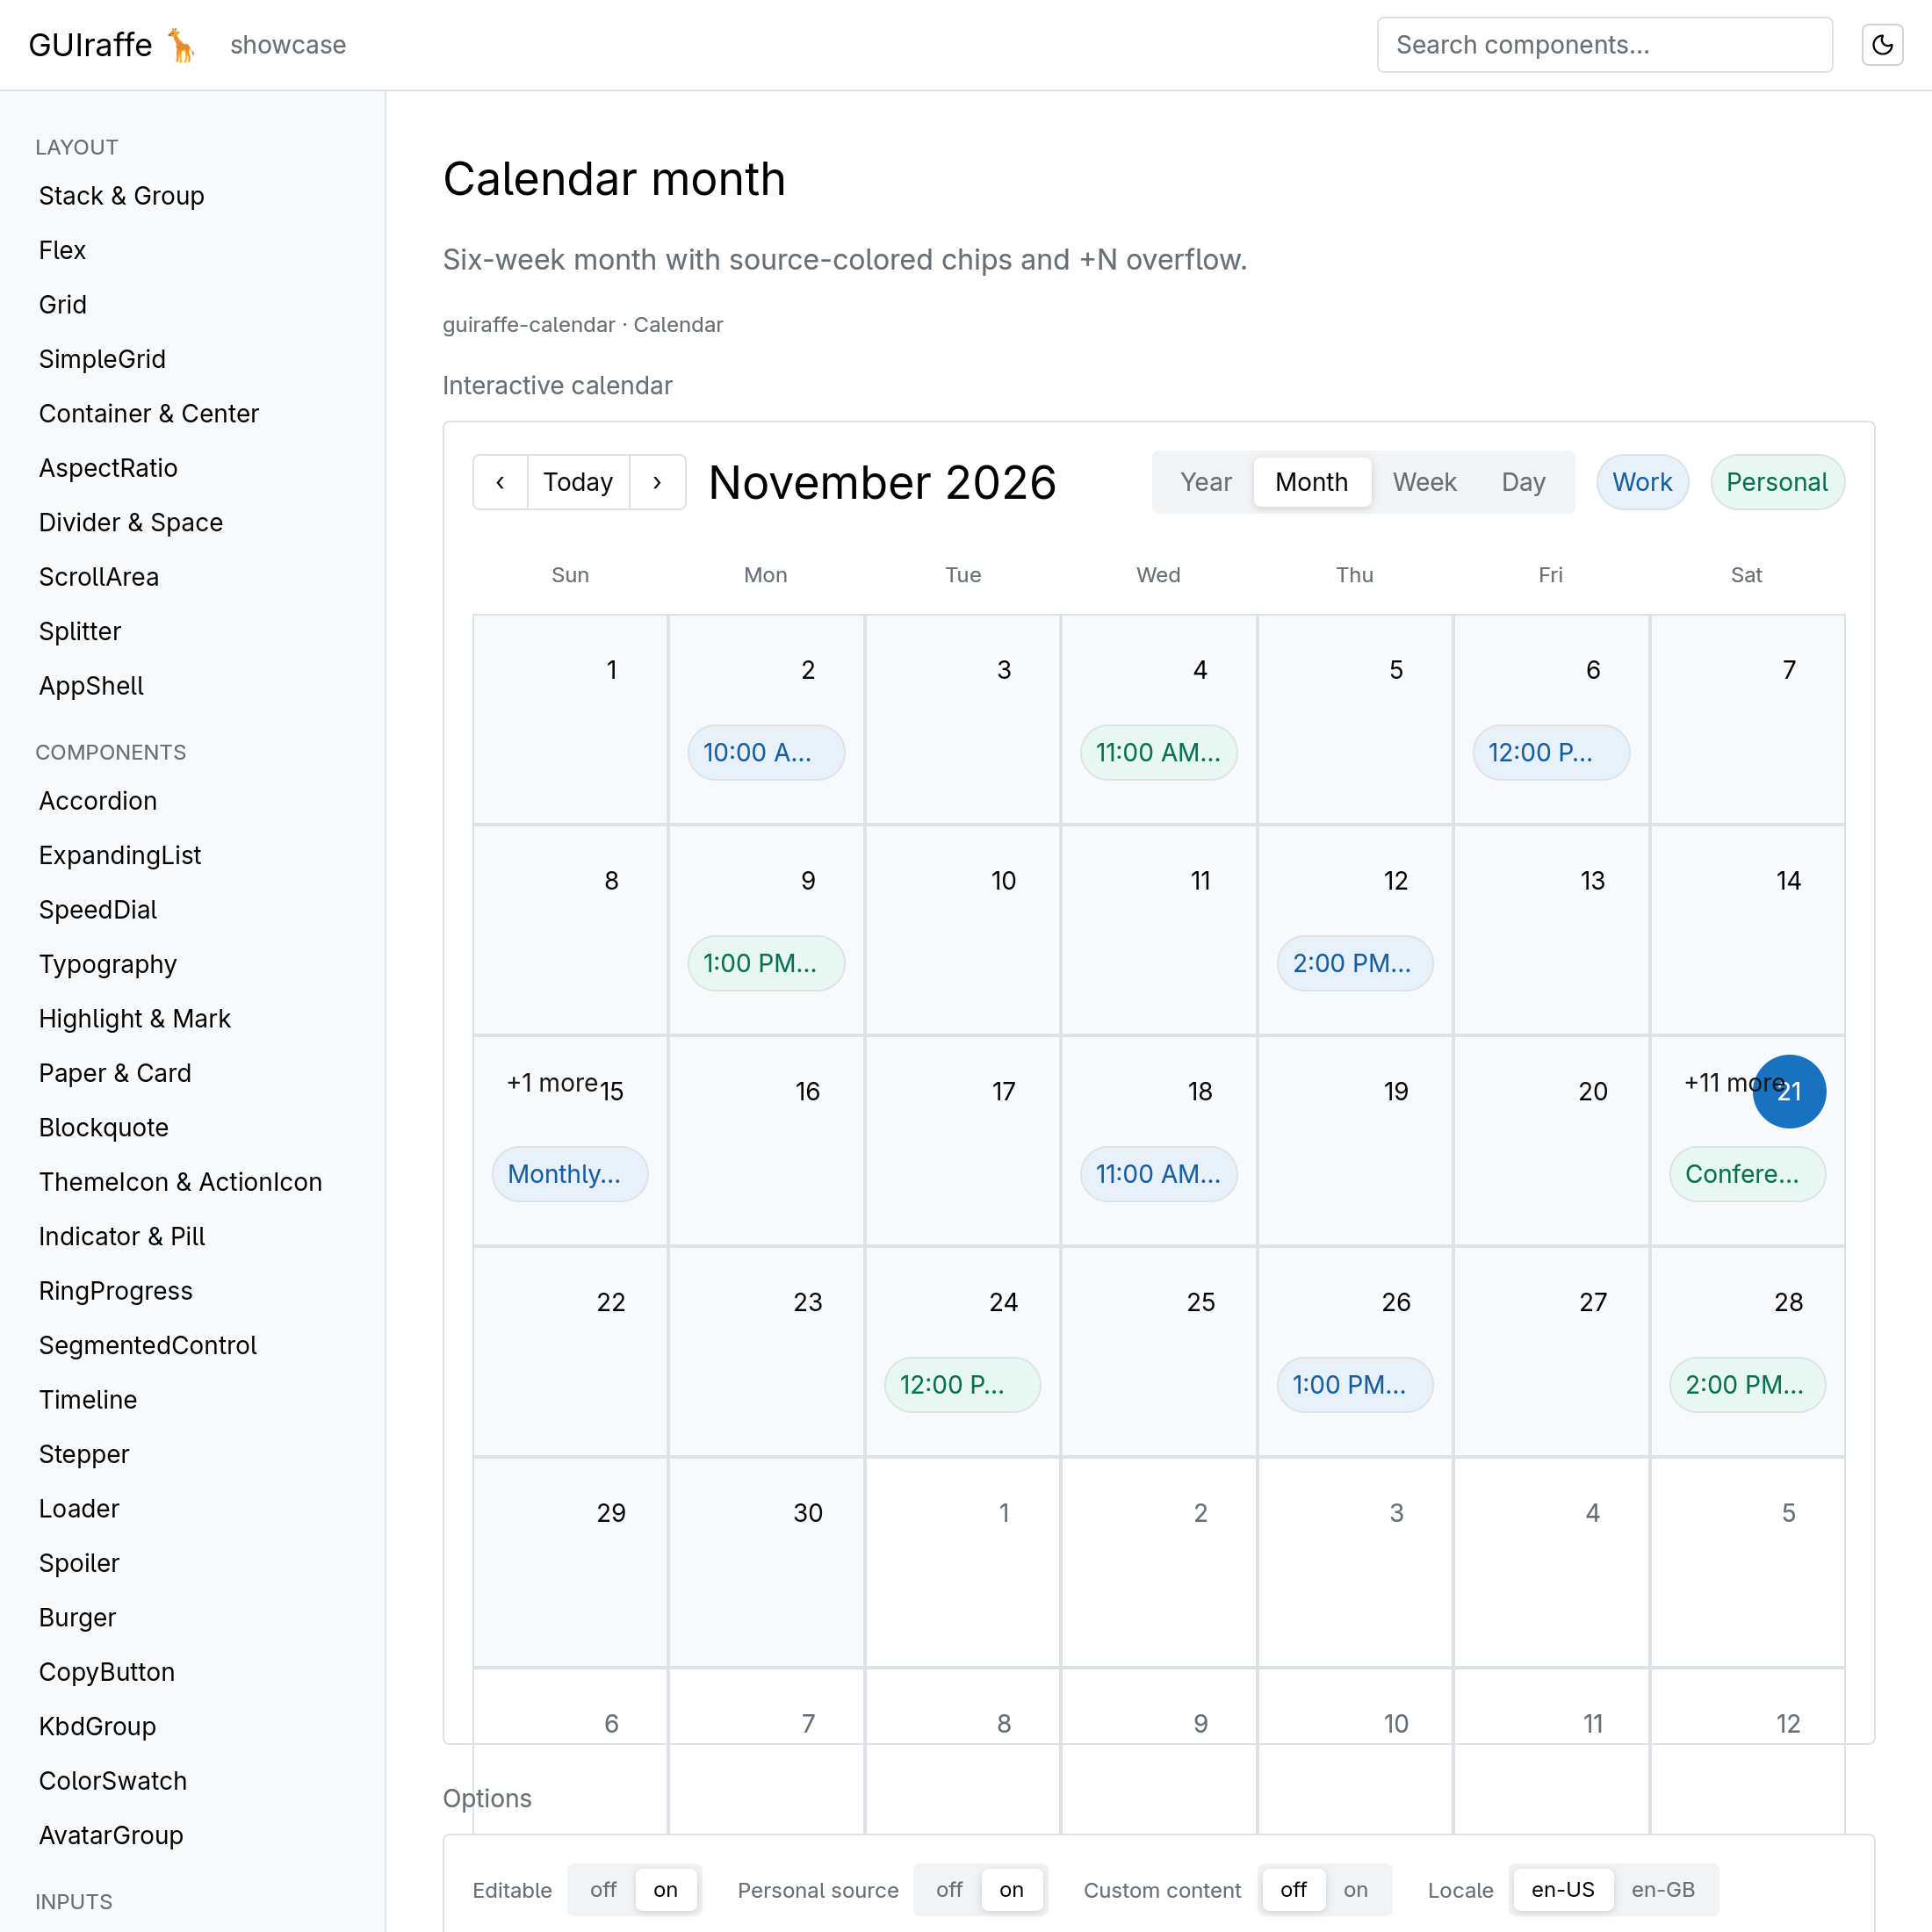 GUIraffe 🦒 showcase Search components...
LAYOUT
Stack & Group
Flex
Grid
SimpleGrid
Container & Center
AspectRatio
Divider & Space
ScrollArea
Splitter
AppShell
COMPONENTS
Accordion
ExpandingList
SpeedDial
Typography
Highlight & Mark
Paper & Card
Blockquote
ThemeIcon & ActionIcon
Indicator & Pill
RingProgress
SegmentedControl
Timeline
Stepper
Loader
Spoiler
Burger
CopyButton
KbdGroup
ColorSwatch
AvatarGroup
INPUTS
Calendar month
Six-week month with source-colored chips and +N overflow.
guiraffe-calendar · Calendar
Interactive calendar
‹ Today › November 2026 Year Month Week Day Work Personal
Sun Mon Tue Wed Thu Fri Sat
1 2 3 4 5 6 7
10:00 A... 11:00 AM... 12:00 P...
8 9 10 11 12 13 14
1:00 PM... 2:00 PM...
+1 more 15 16 17 18 19 20 +11 more 21
Monthly... 11:00 AM... Confere...
22 23 24 25 26 27 28
12:00 P... 1:00 PM... 2:00 PM...
29 30 1 2 3 4 5
6 7 8 9 10 11 12
Options
Editable off on Personal source off on Custom content off on Locale en-US en-GB